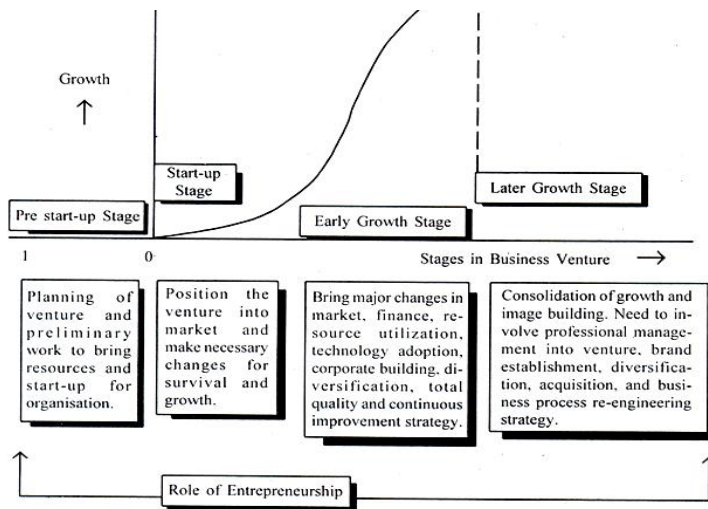 Growth
Start-up
Stage
Pre start-up Stage
Early Growth Stage
Later Growth Stage
1
0
Stages in Business Venture
Planning of
venture and
preliminary
work to bring
resources and
start-up for
organisation.
Position the
venture into
market and
make necessary
changes for
survival and
growth.
Bring major changes in
market, finance, re-
source utilization,
technology adoption,
corporate building, di-
versification, total
quality and continuous
improvement strategy.
Consolidation of growth and
image building. Need to in-
volve professional manage-
ment into venture, brand
establishment, diversifica-
tion, acquisition, and busi-
ness process re-engineering
strategy.
Role of Entrepreneurship